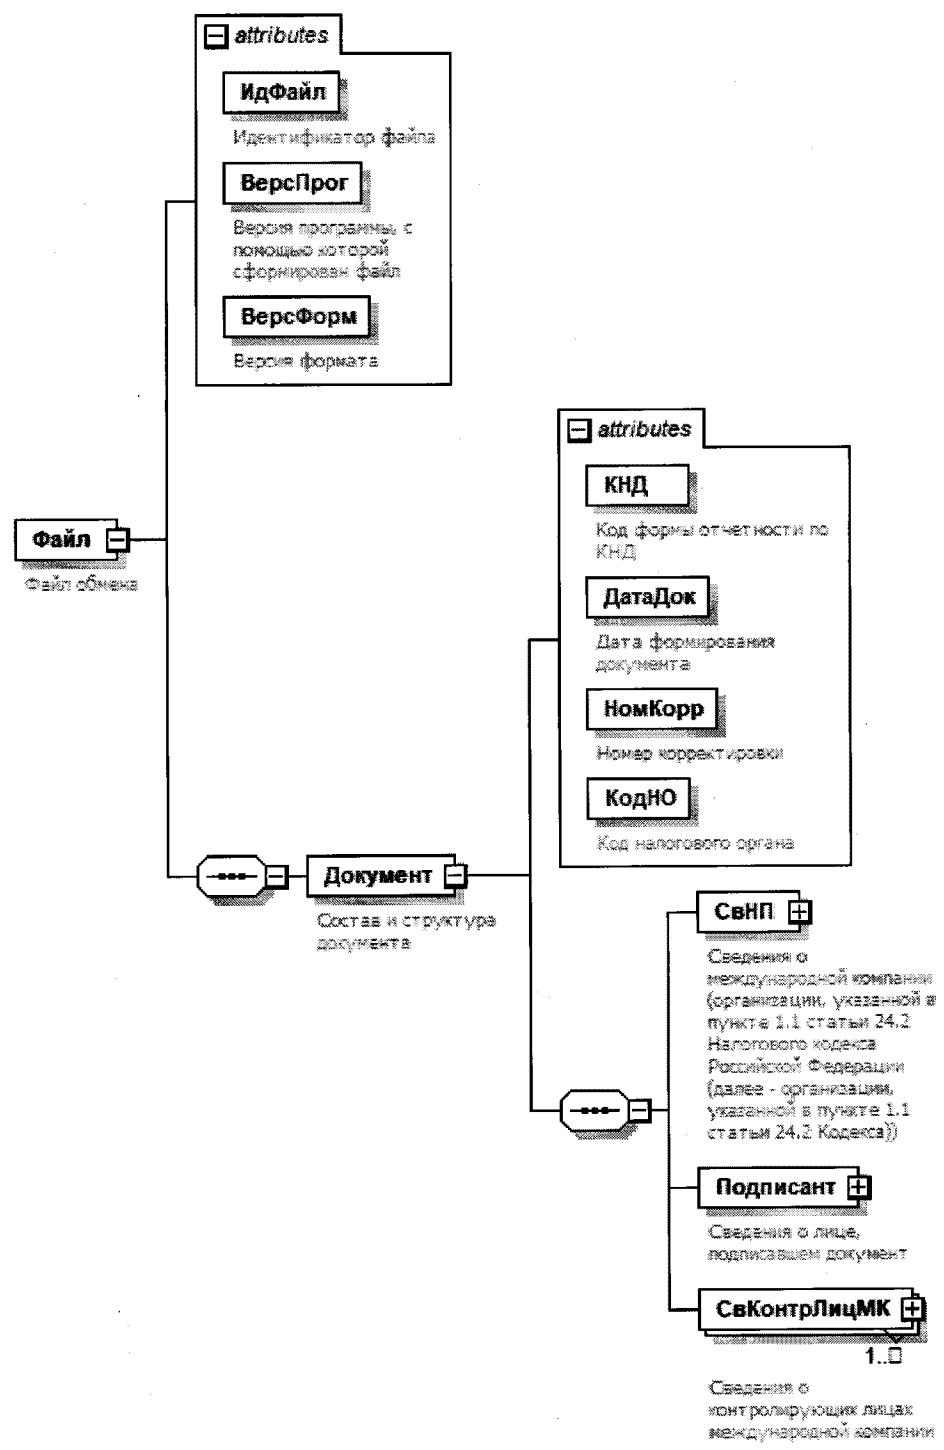 attributes
ИдФайл
Идентификатор файла
ВерсПрог
Версия программы, с
помощью которой
сформирован файл
ВерсФорм
Версия формата
attributes
КНД
Код формы отчетности по
КНД
Файл
Файл обмена
ДатаДок
Дата формирования
документа
НомКорр
Номер корректировки
КодНО
Код налогового органа
Документ
Состав и структура
документа
СвНП
Сведения о
международной компании
(организации, указанной в
пункте 1.1 статьи 24.2
Налогового кодекса
Российской Федерации
(далее - организации,
указанной в пункте 1.1
статьи 24.2 Кодекса))
Подписант
Сведения о лице,
подписавшем документ
СвКонтрЛицМК
1..□
Сведения о
контролирующих лицах
международной компании